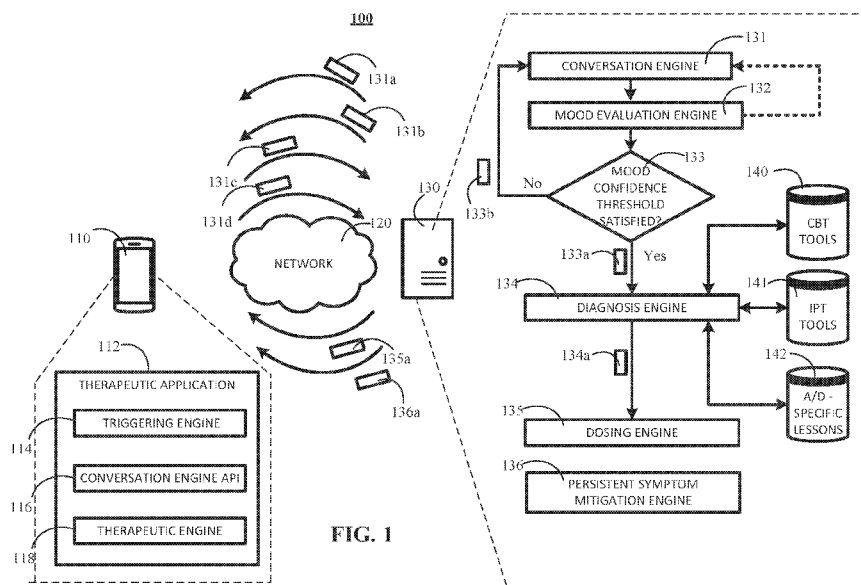 100
131a
131b
131c
131d
130
120
NETWORK
110
112
THERAPEUTIC APPLICATION
TRIGGERING ENGINE
114
CONVERSATION ENGINE API
116
THERAPEUTIC ENGINE
118
135a
136a
FIG. 1
131
CONVERSATION ENGINE
132
MOOD EVALUATION ENGINE
133
MOOD
CONFIDENCE
THRESHOLD
SATISFIED?
No
133b
133a
Yes
134
DIAGNOSIS ENGINE
134a
135
DOSING ENGINE
136
PERSISTENT SYMPTOM
MITIGATION ENGINE
140
CBT
TOOLS
141
IPT
TOOLS
142
A/D -
SPECIFIC
LESSONS